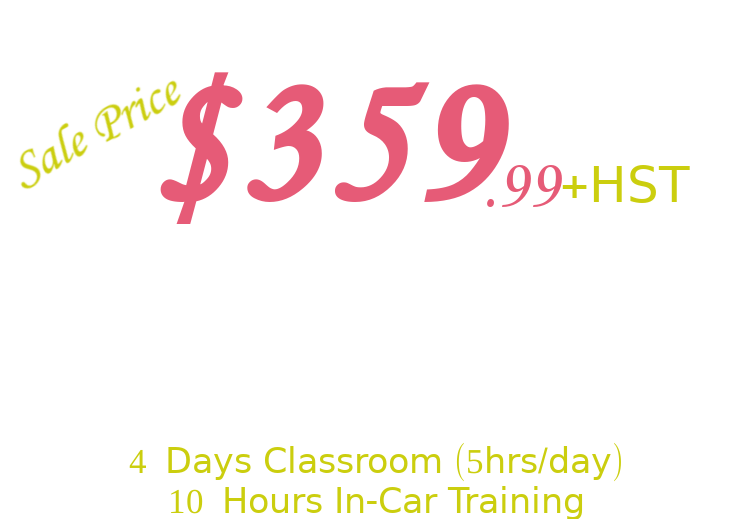 Sale Price
$359.99+HST
4 Days Classroom (5hrs/day)
10 Hours In-Car Training